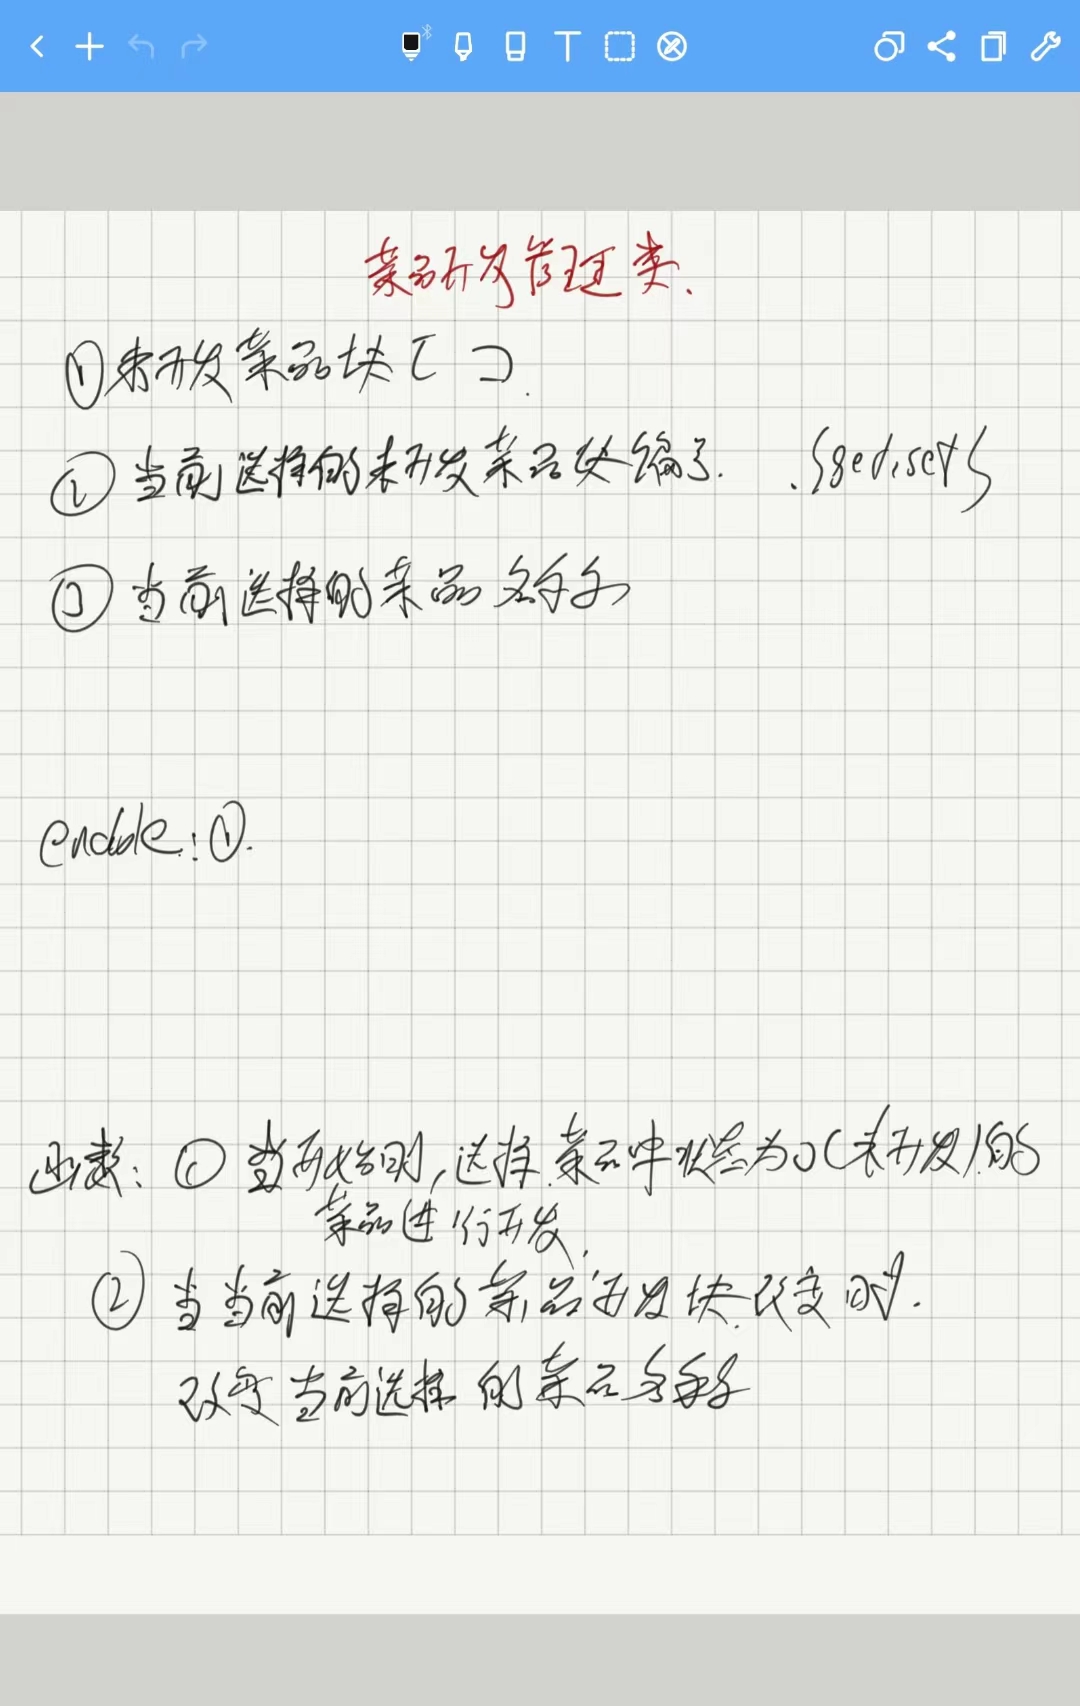 菜品开发管理类.
①未开发菜品块[ ].
②当前选择的未开发菜品块编号. .{get,set}
③当前选择的菜品名称
enable:①.
函数:①当开始时,选择菜品中状态为0(未开发)的
菜品进行开发.
②当当前选择的菜品开发块改变时.
改变当前选择的菜品名称